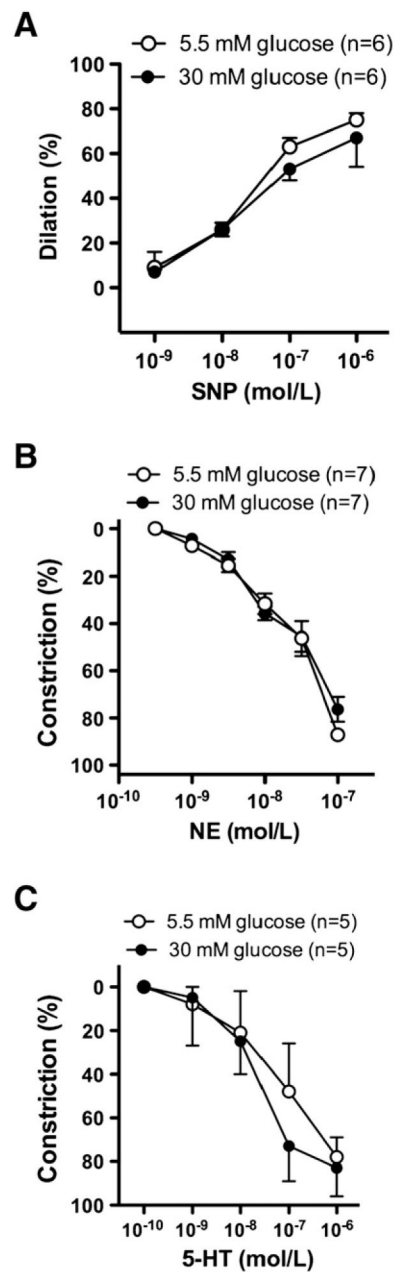 A
5.5 mM glucose (n=6)
30 mM glucose (n=6)
Dilation (%)
100
80
60
40
20
0
10-9 10-8 10-7 10-6
SNP (mol/L)
B
5.5 mM glucose (n=7)
30 mM glucose (n=7)
Constriction (%)
0
20
40
60
80
100
10-10 10-9 10-8 10-7
NE (mol/L)
C
5.5 mM glucose (n=5)
30 mM glucose (n=5)
Constriction (%)
0
20
40
60
80
100
10-10 10-9 10-8 10-7 10-6
5-HT (mol/L)